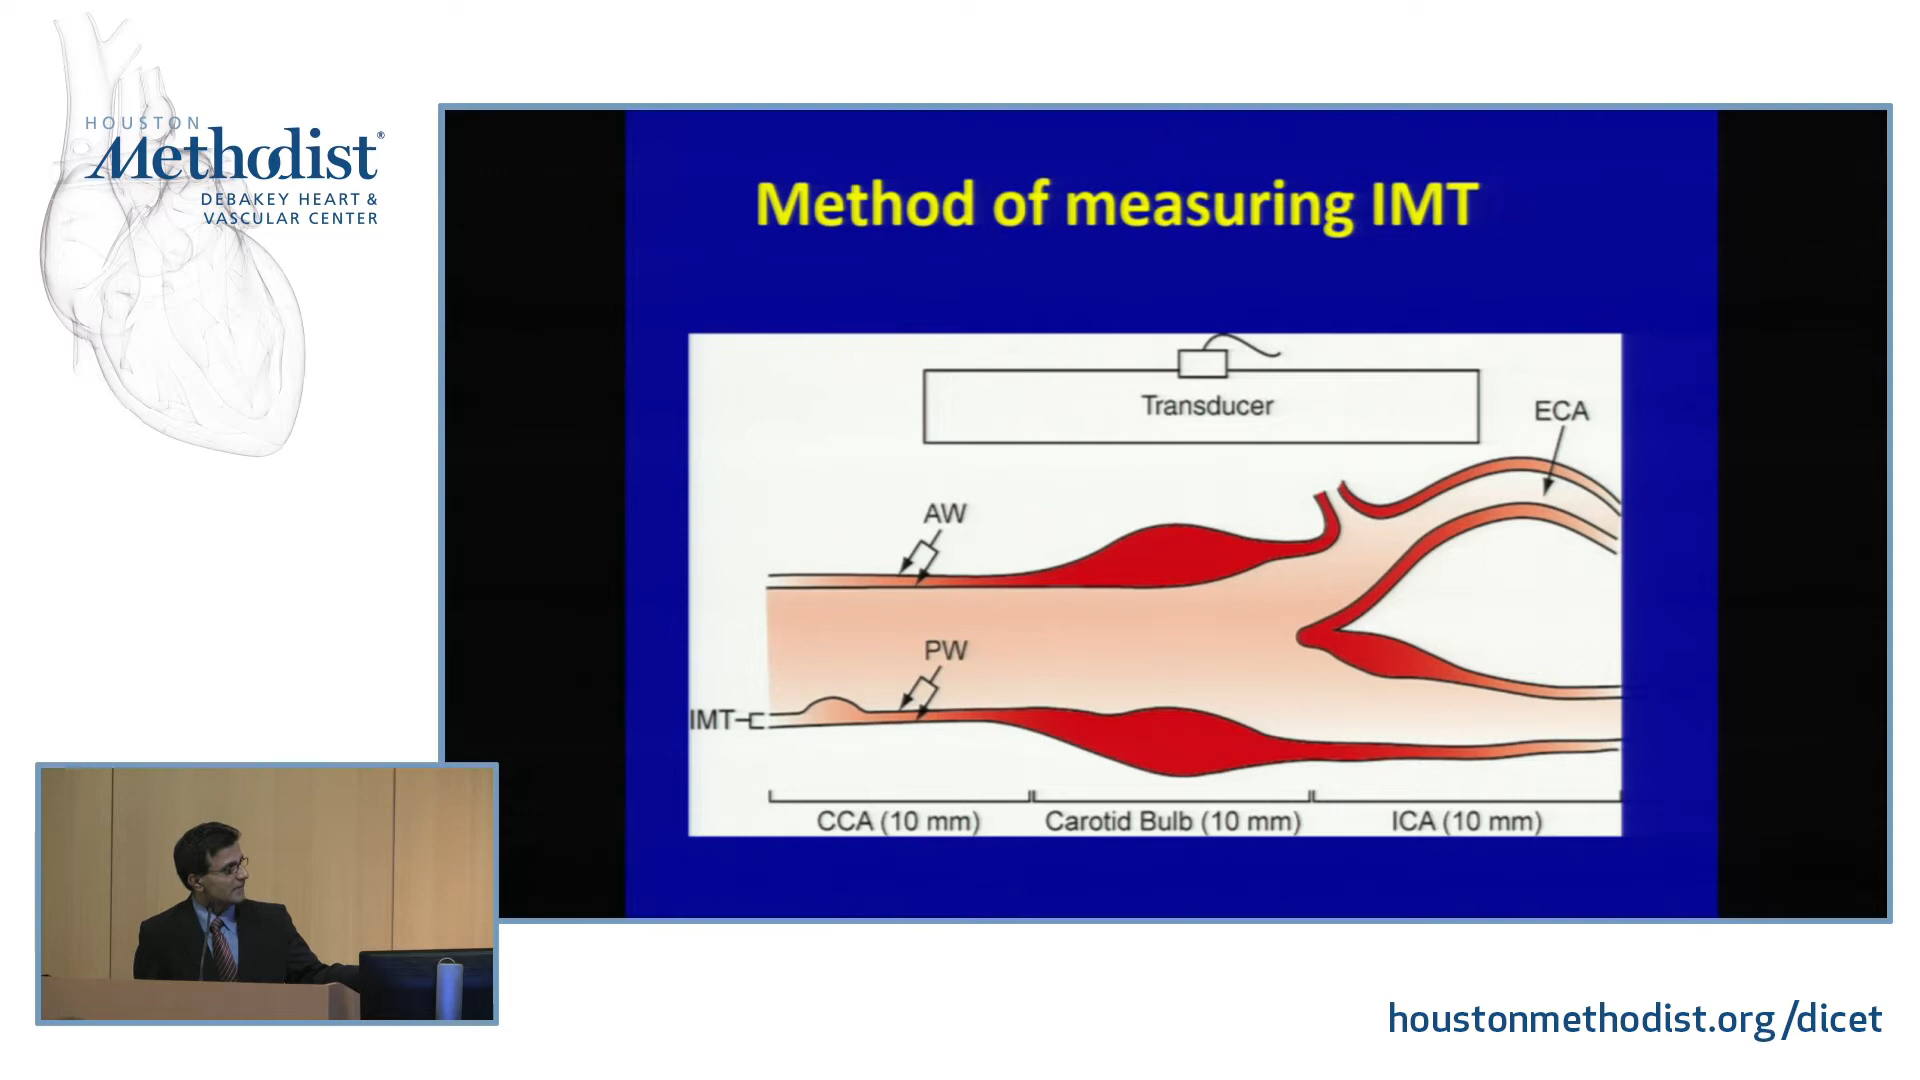 HOUSTON
Methodist®
DEBAKEY HEART &
VASCULAR CENTER
Method of measuring IMT
Transducer
ECA
AW
PW
IMT
CCA (10 mm)
Carotid Bulb (10 mm)
ICA (10 mm)
houstonmethodist.org/dicet